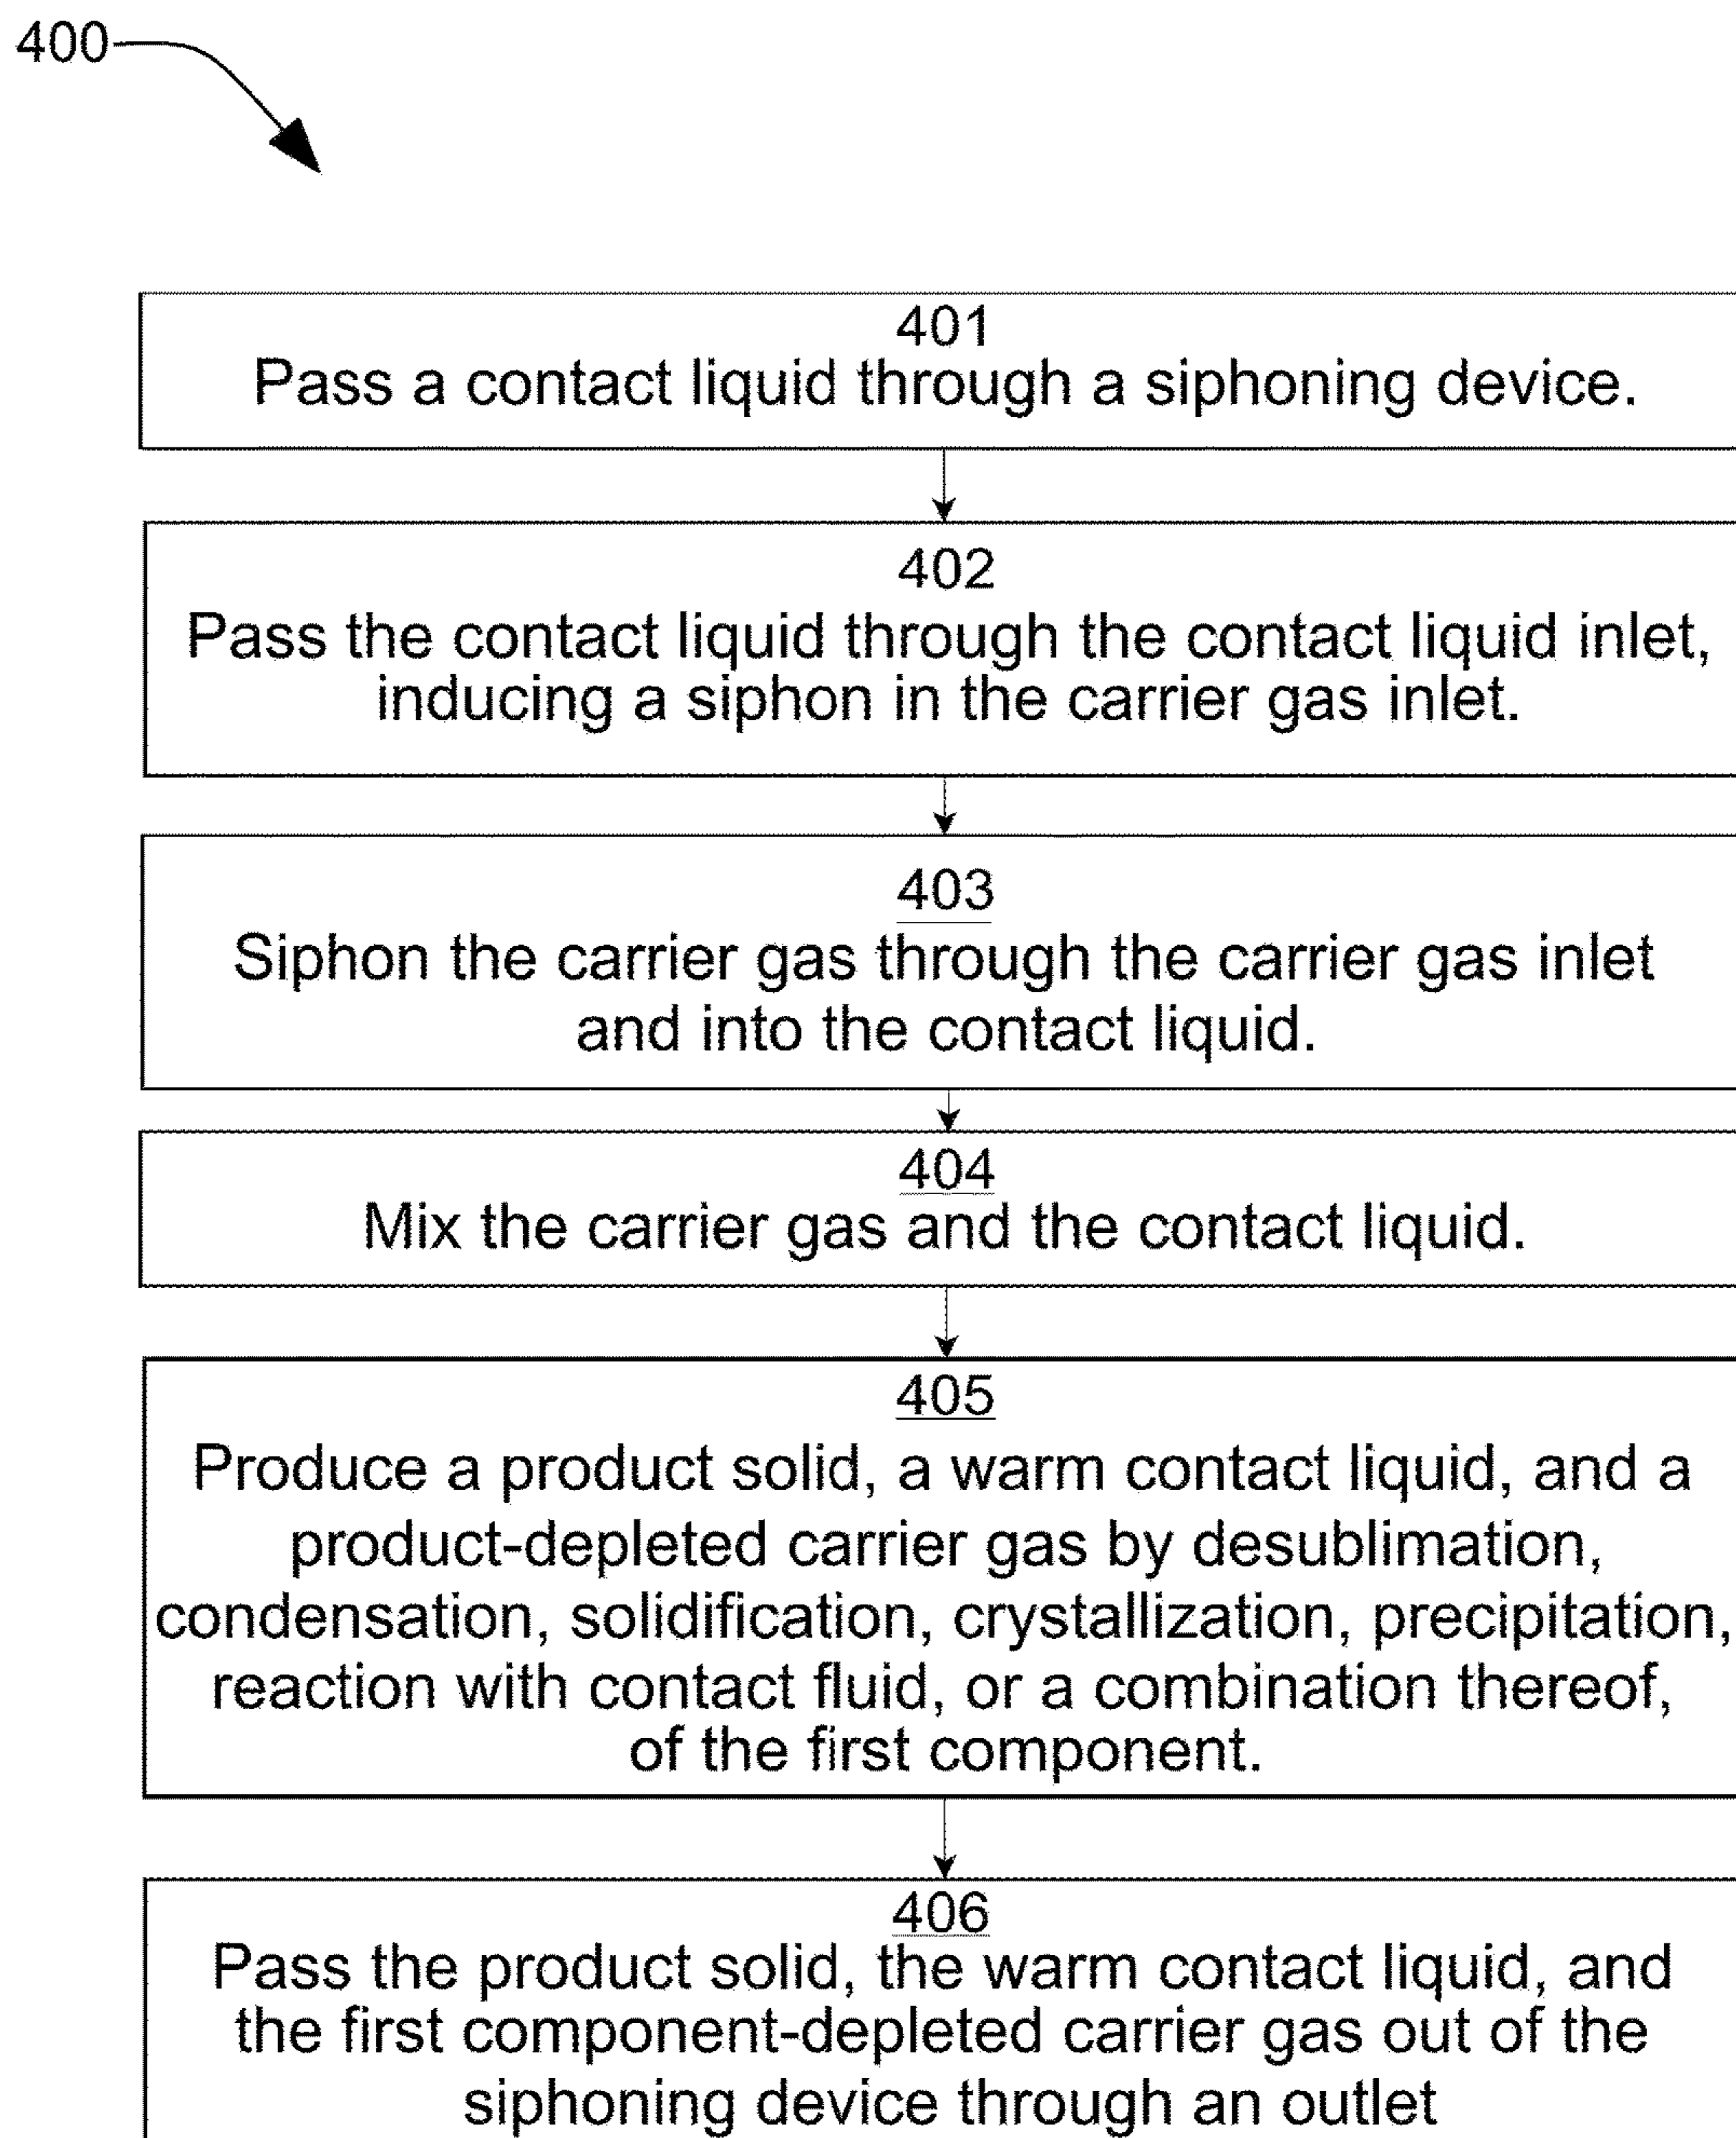 400
401
Pass a contact liquid through a siphoning device.
402
Pass the contact liquid through the contact liquid inlet,
inducing a siphon in the carrier gas inlet.
403
Siphon the carrier gas through the carrier gas inlet
and into the contact liquid.
404
Mix the carrier gas and the contact liquid.
405
Produce a product solid, a warm contact liquid, and a
product-depleted carrier gas by desublimation,
condensation, solidification, crystallization, precipitation,
reaction with contact fluid, or a combination thereof,
of the first component.
406
Pass the product solid, the warm contact liquid, and
the first component-depleted carrier gas out of the
siphoning device through an outlet